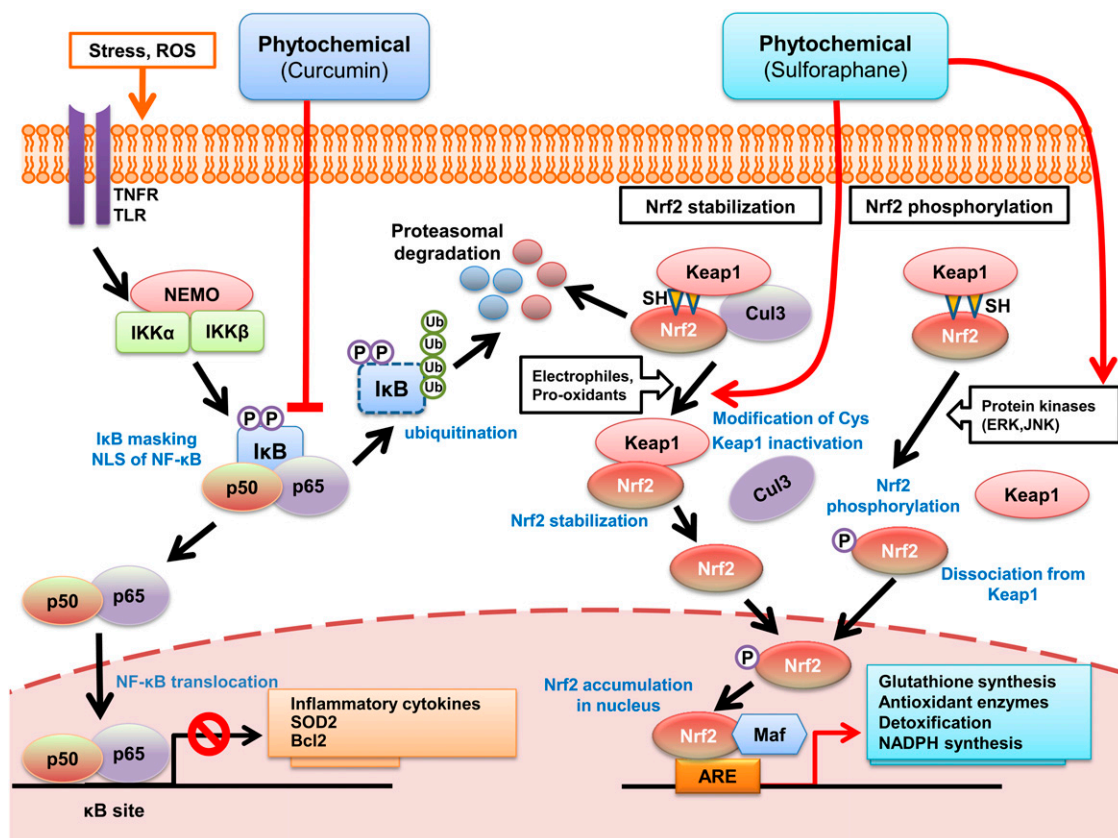 Stress, ROS
Phytochemical
(Curcumin)
Phytochemical
(Sulforaphane)
TNFR
TLR
Nrf2 stabilization
Nrf2 phosphorylation
Proteasomal
degradation
NEMO
IKKα
IKKβ
Keap1
SH
Nrf2
Cul3
Keap1
SH
Nrf2
P P
IκB
Ub
Ub
Ub
Ub
ubiquitination
Electrophiles,
Pro-oxidants
Modification of Cys
Keap1 inactivation
Protein kinases
(ERK,JNK)
P P
IκB
p50
p65
IκB masking
NLS of NF-κB
Keap1
Nrf2
Cul3
Nrf2 stabilization
Nrf2
phosphorylation
Keap1
Nrf2
P
Nrf2
Dissociation from
Keap1
p50
p65
NF-κB translocation
P
Nrf2
Nrf2 accumulation
in nucleus
Inflammatory cytokines
SOD2
Bcl2
Glutathione synthesis
Antioxidant enzymes
Detoxification
NADPH synthesis
p50
p65
κB site
Nrf2
Maf
ARE